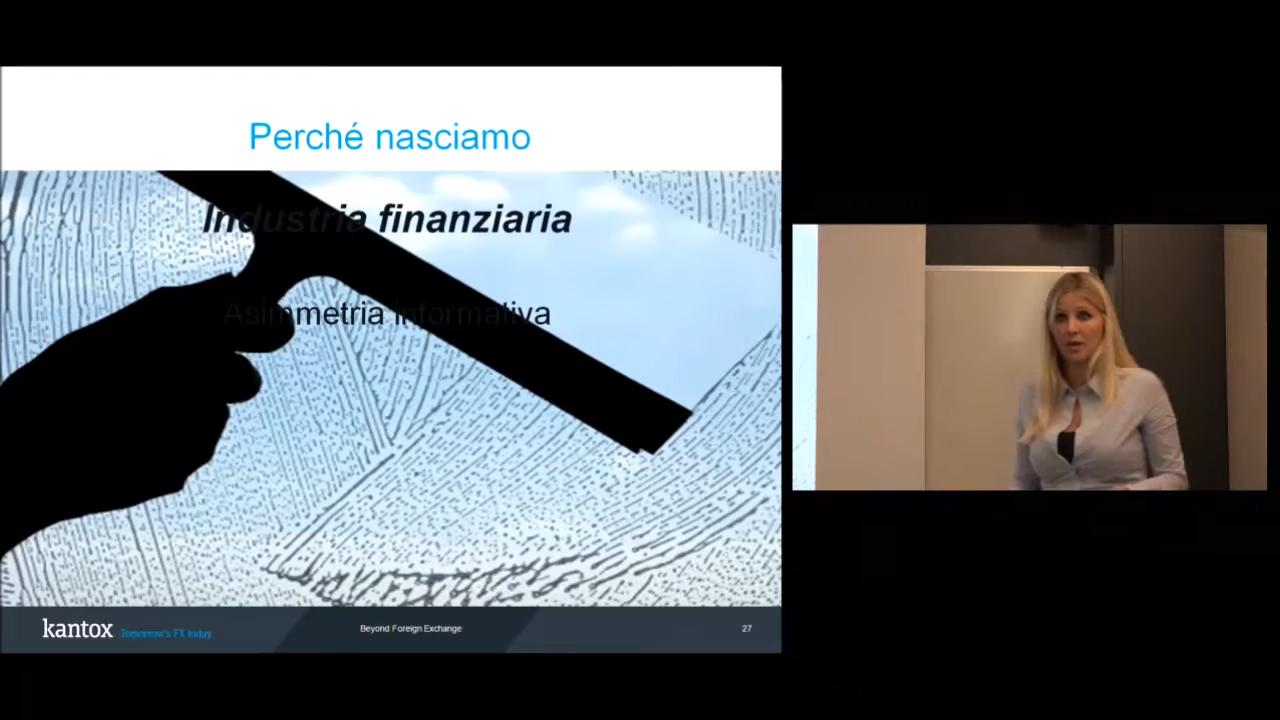 Perché nasciamo
Industria finanziaria
Asimmetria informativa
kantox Tomorrow's FX today
Beyond Foreign Exchange
27